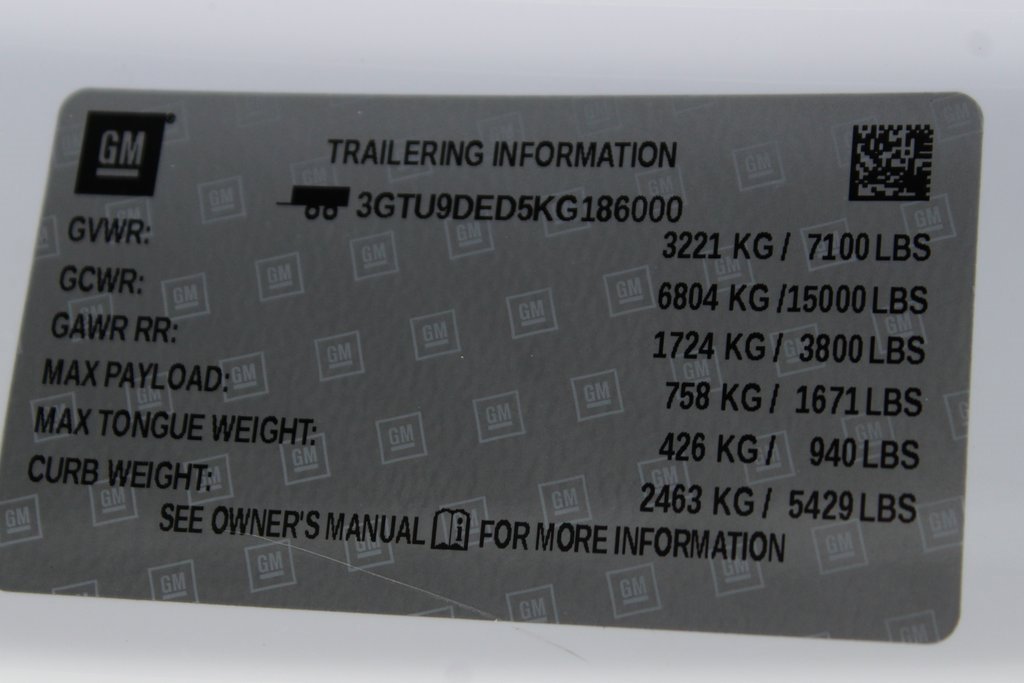 GM
TRAILERING INFORMATION
3GTU9DED5KG186000
GVWR: 3221 KG / 7100 LBS
GCWR: 6804 KG /15000 LBS
GAWR RR: 1724 KG / 3800 LBS
MAX PAYLOAD: 758 KG / 1671 LBS
MAX TONGUE WEIGHT: 426 KG / 940 LBS
CURB WEIGHT: 2463 KG / 5429 LBS
SEE OWNER'S MANUAL FOR MORE INFORMATION